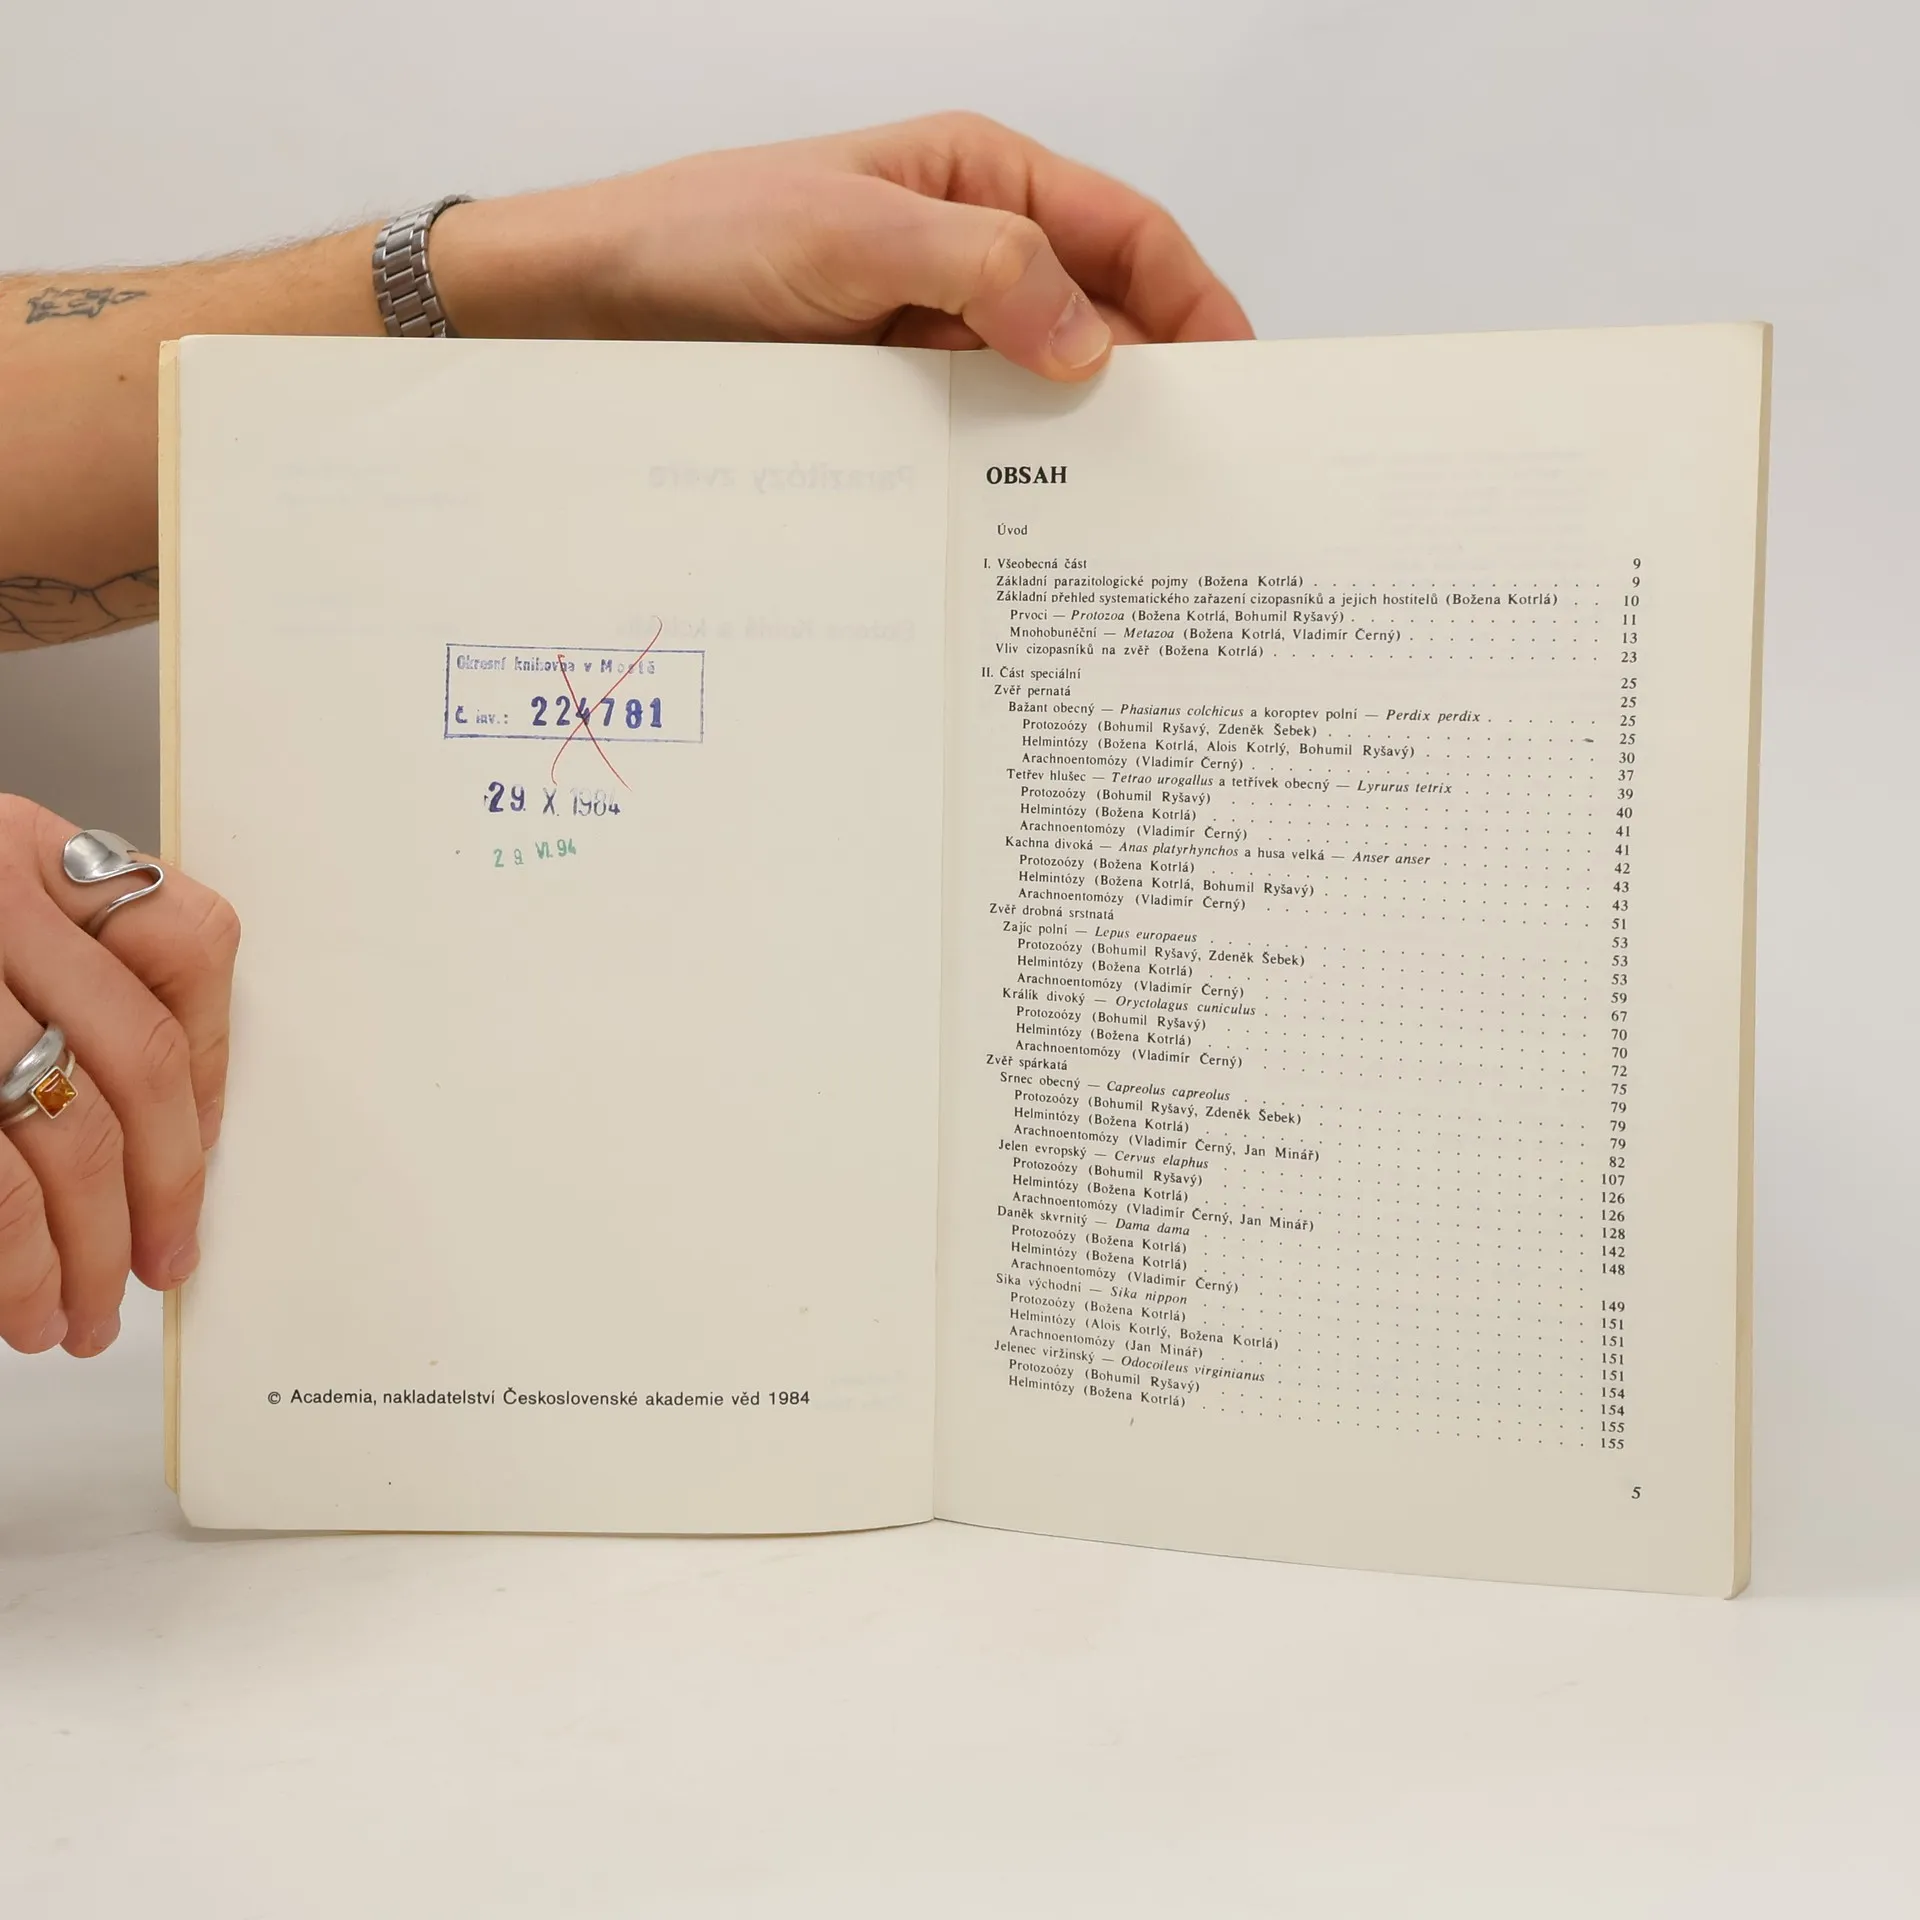 Okresní knihovna v Mostě
Č. inv.: 224781
29. X. 1984
29 VI. 94
© Academia, nakladatelství Československé akademie věd 1984
OBSAH
Úvod
I. Všeobecná část 9
Základní parazitologické pojmy (Božena Kotrlá) . . . 9
Základní přehled systematického zařazení cizopasníků a jejich hostitelů (Božena Kotrlá) . . 10
Prvoci — Protozoa (Božena Kotrlá, Bohumil Ryšavý) . . . 11
Mnohobuněční — Metazoa (Božena Kotrlá, Vladimír Černý) . . . 13
Vliv cizopasníků na zvěř (Božena Kotrlá) . . . 23
II. Část speciální 25
Zvěř pernatá 25
Bažant obecný — Phasianus colchicus a koroptev polní — Perdix perdix . . . 25
Protozoózy (Bohumil Ryšavý, Zdeněk Šebek) . . . 25
Helmintózy (Božena Kotrlá, Alois Kotrlý, Bohumil Ryšavý) . . . 30
Arachnoentomózy (Vladimír Černý) . . . 37
Tetřev hlušec — Tetrao urogallus a tetřívek obecný — Lyrurus tetrix . . . 39
Protozoózy (Bohumil Ryšavý) . . . 40
Helmintózy (Božena Kotrlá) . . . 41
Arachnoentomózy (Vladimír Černý) . . . 41
Kachna divoká — Anas platyrhynchos a husa velká — Anser anser . . . 42
Protozoózy (Božena Kotrlá) . . . 43
Helmintózy (Božena Kotrlá, Bohumil Ryšavý) . . . 43
Arachnoentomózy (Vladimír Černý) . . . 51
Zvěř drobná srstnatá 53
Zajíc polní — Lepus europaeus . . . 53
Protozoózy (Bohumil Ryšavý, Zdeněk Šebek) . . . 53
Helmintózy (Božena Kotrlá) . . . 59
Arachnoentomózy (Vladimír Černý) . . . 67
Králík divoký — Oryctolagus cuniculus . . . 70
Protozoózy (Bohumil Ryšavý) . . . 70
Helmintózy (Božena Kotrlá) . . . 72
Arachnoentomózy (Vladimír Černý) . . . 75
Zvěř spárkatá 79
Srnec obecný — Capreolus capreolus . . . 79
Protozoózy (Bohumil Ryšavý, Zdeněk Šebek) . . . 79
Helmintózy (Božena Kotrlá) . . . 82
Arachnoentomózy (Vladimír Černý, Jan Minář) . . . 107
Jelen evropský — Cervus elaphus . . . 126
Protozoózy (Bohumil Ryšavý) . . . 126
Helmintózy (Božena Kotrlá) . . . 128
Arachnoentomózy (Vladimír Černý, Jan Minář) . . . 142
Daněk skvrnitý — Dama dama . . . 148
Protozoózy (Božena Kotrlá) . . .
Helmintózy (Božena Kotrlá) . . . 149
Arachnoentomózy (Vladimír Černý) . . . 151
Sika východní — Sika nippon . . . 151
Protozoózy (Božena Kotrlá) . . . 151
Helmintózy (Alois Kotrlý, Božena Kotrlá) . . . 151
Arachnoentomózy (Jan Minář) . . . 154
Jelenec viržinský — Odocoileus virginianus . . . 154
Protozoózy (Bohumil Ryšavý) . . . 155
Helmintózy (Božena Kotrlá) . . . 155
5